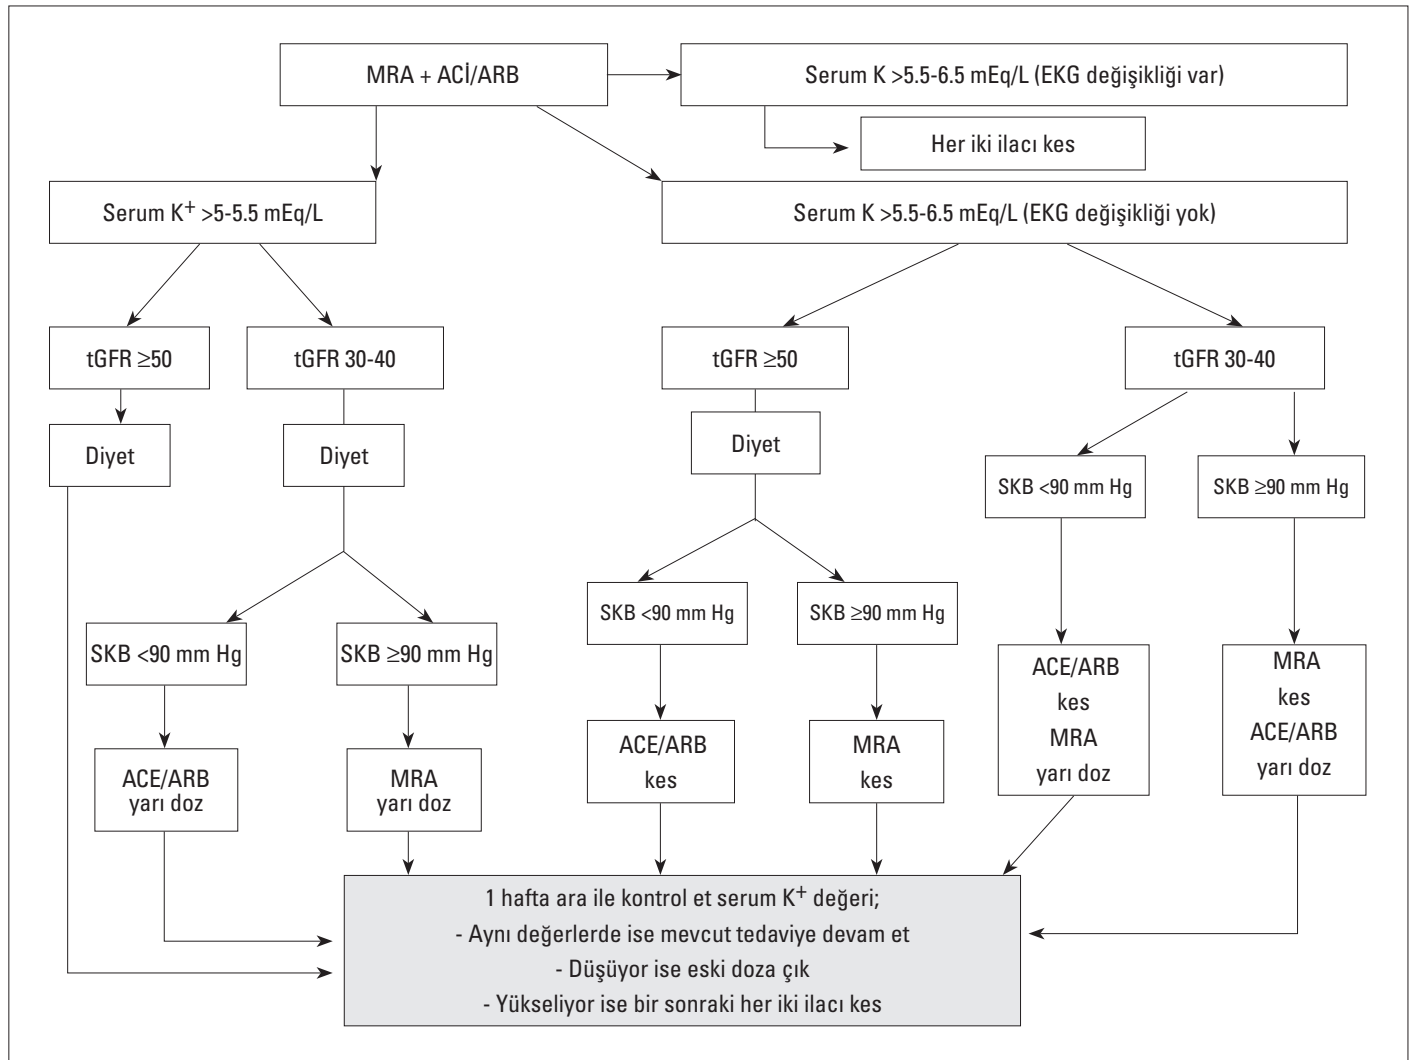 MRA + ACİ/ARB
Serum K >5.5-6.5 mEq/L (EKG değişikliği var)
Her iki ilacı kes
Serum K+ >5-5.5 mEq/L
Serum K >5.5-6.5 mEq/L (EKG değişikliği yok)
tGFR ≥50
tGFR 30-40
tGFR ≥50
tGFR 30-40
Diyet
Diyet
Diyet
SKB <90 mm Hg
SKB ≥90 mm Hg
SKB <90 mm Hg
SKB ≥90 mm Hg
SKB <90 mm Hg
SKB ≥90 mm Hg
ACE/ARB
yarı doz
MRA
yarı doz
ACE/ARB
kes
MRA
kes
ACE/ARB
kes
MRA
yarı doz
MRA
kes
ACE/ARB
yarı doz
1 hafta ara ile kontrol et serum K+ değeri;
- Aynı değerlerde ise mevcut tedaviye devam et
- Düşüyor ise eski doza çık
- Yükseliyor ise bir sonraki her iki ilacı kes